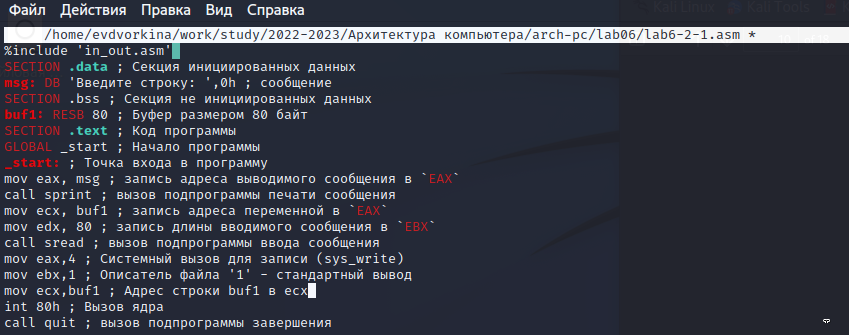 Файл Действия Правка Вид Справка
Kali Linux Kali Tools
/home/evdvorkina/work/study/2022-2023/Архитектура компьютера/arch-pc/lab06/lab6-2-1.asm *
%include 'in_out.asm'
SECTION .data ; Секция инициированных данных
msg: DB 'Введите строку: ',0h ; сообщение
SECTION .bss ; Секция не инициированных данных
buf1: RESB 80 ; Буфер размером 80 байт
SECTION .text ; Код программы
GLOBAL _start ; Начало программы
_start: ; Точка входа в программу
mov eax, msg ; запись адреса выводимого сообщения в `EAX`
call sprint ; вызов подпрограммы печати сообщения
mov ecx, buf1 ; запись адреса переменной в `EAX`
mov edx, 80 ; запись длины вводимого сообщения в `EBX`
call sread ; вызов подпрограммы ввода сообщения
mov eax,4 ; Системный вызов для записи (sys_write)
mov ebx,1 ; Описатель файла '1' - стандартный вывод
mov ecx,buf1 ; Адрес строки buf1 в ecx
int 80h ; Вызов ядра
call quit ; вызов подпрограммы завершения